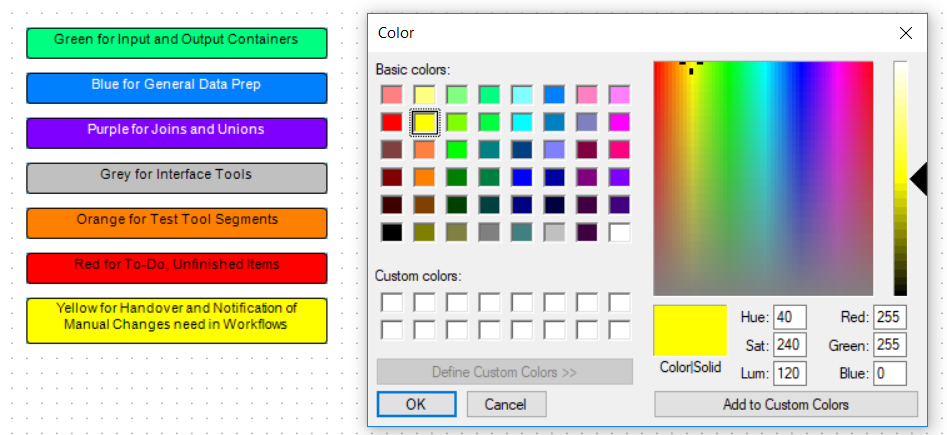 Green for Input and Output Containers
Blue for General Data Prep
Purple for Joins and Unions
Grey for Interface Tools
Orange for Test Tool Segments
Red for To-Do, Unfinished Items
Yellow for Handover and Notification of
Manual Changes need in Workflows
Color
Basic colors:
Custom colors:
Define Custom Colors >>
OK
Cancel
Color|Solid
Hue: 40
Sat: 240
Lum: 120
Red: 255
Green: 255
Blue: 0
Add to Custom Colors